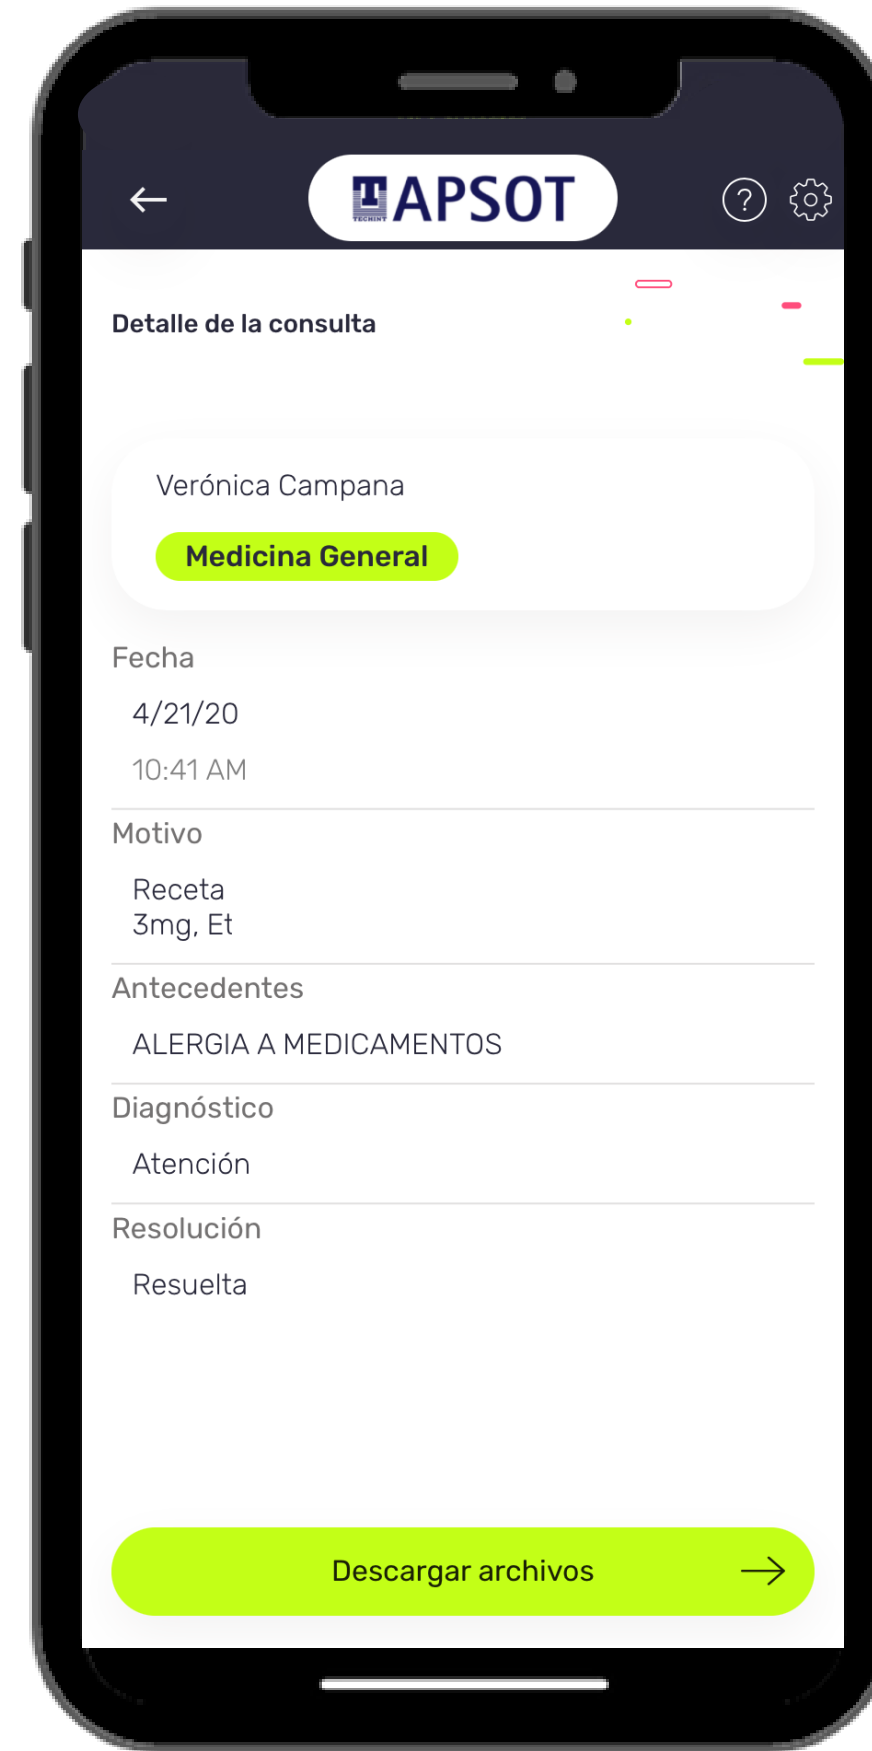 TECHINT
APSOT
?
Detalle de la consulta
Verónica Campana
Medicina General
Fecha
4/21/20
10:41 AM
Motivo
Receta
3mg, Et
Antecedentes
ALERGIA A MEDICAMENTOS
Diagnóstico
Atención
Resolución
Resuelta
Descargar archivos